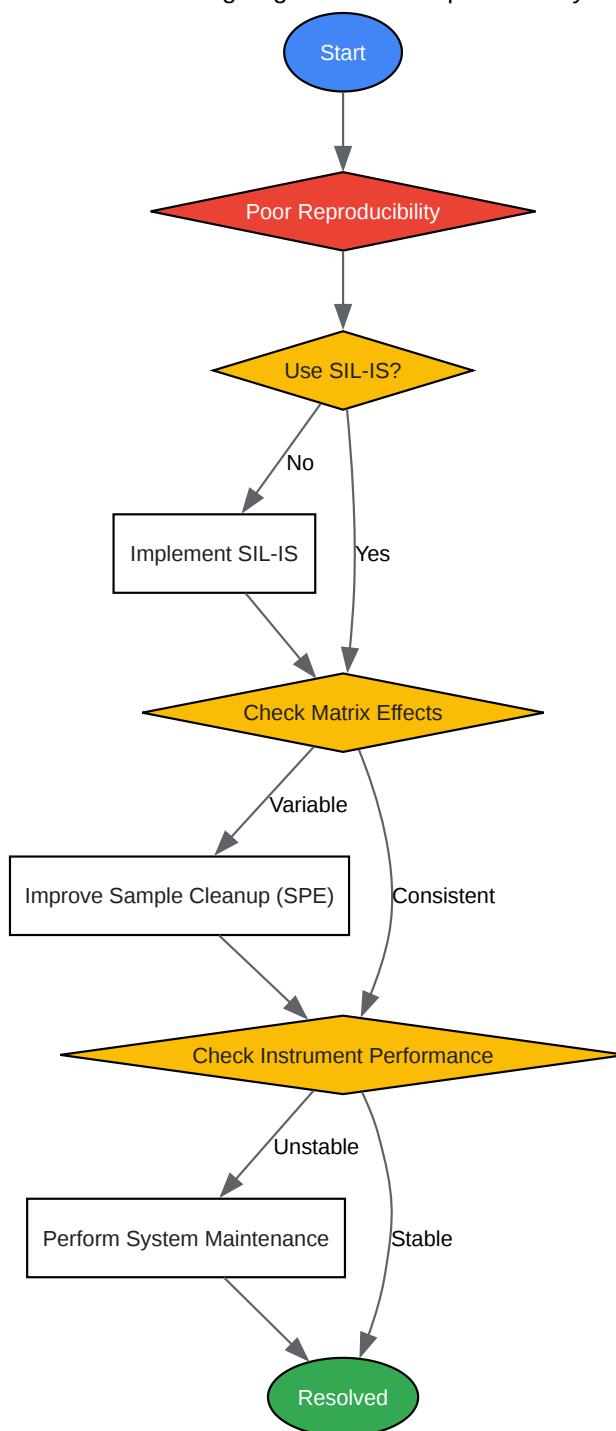 Start
Poor Reproducibility
Use SIL-IS?
No
Implement SIL-IS
Yes
Check Matrix Effects
Variable
Improve Sample Cleanup (SPE)
Consistent
Check Instrument Performance
Unstable
Perform System Maintenance
Stable
Resolved